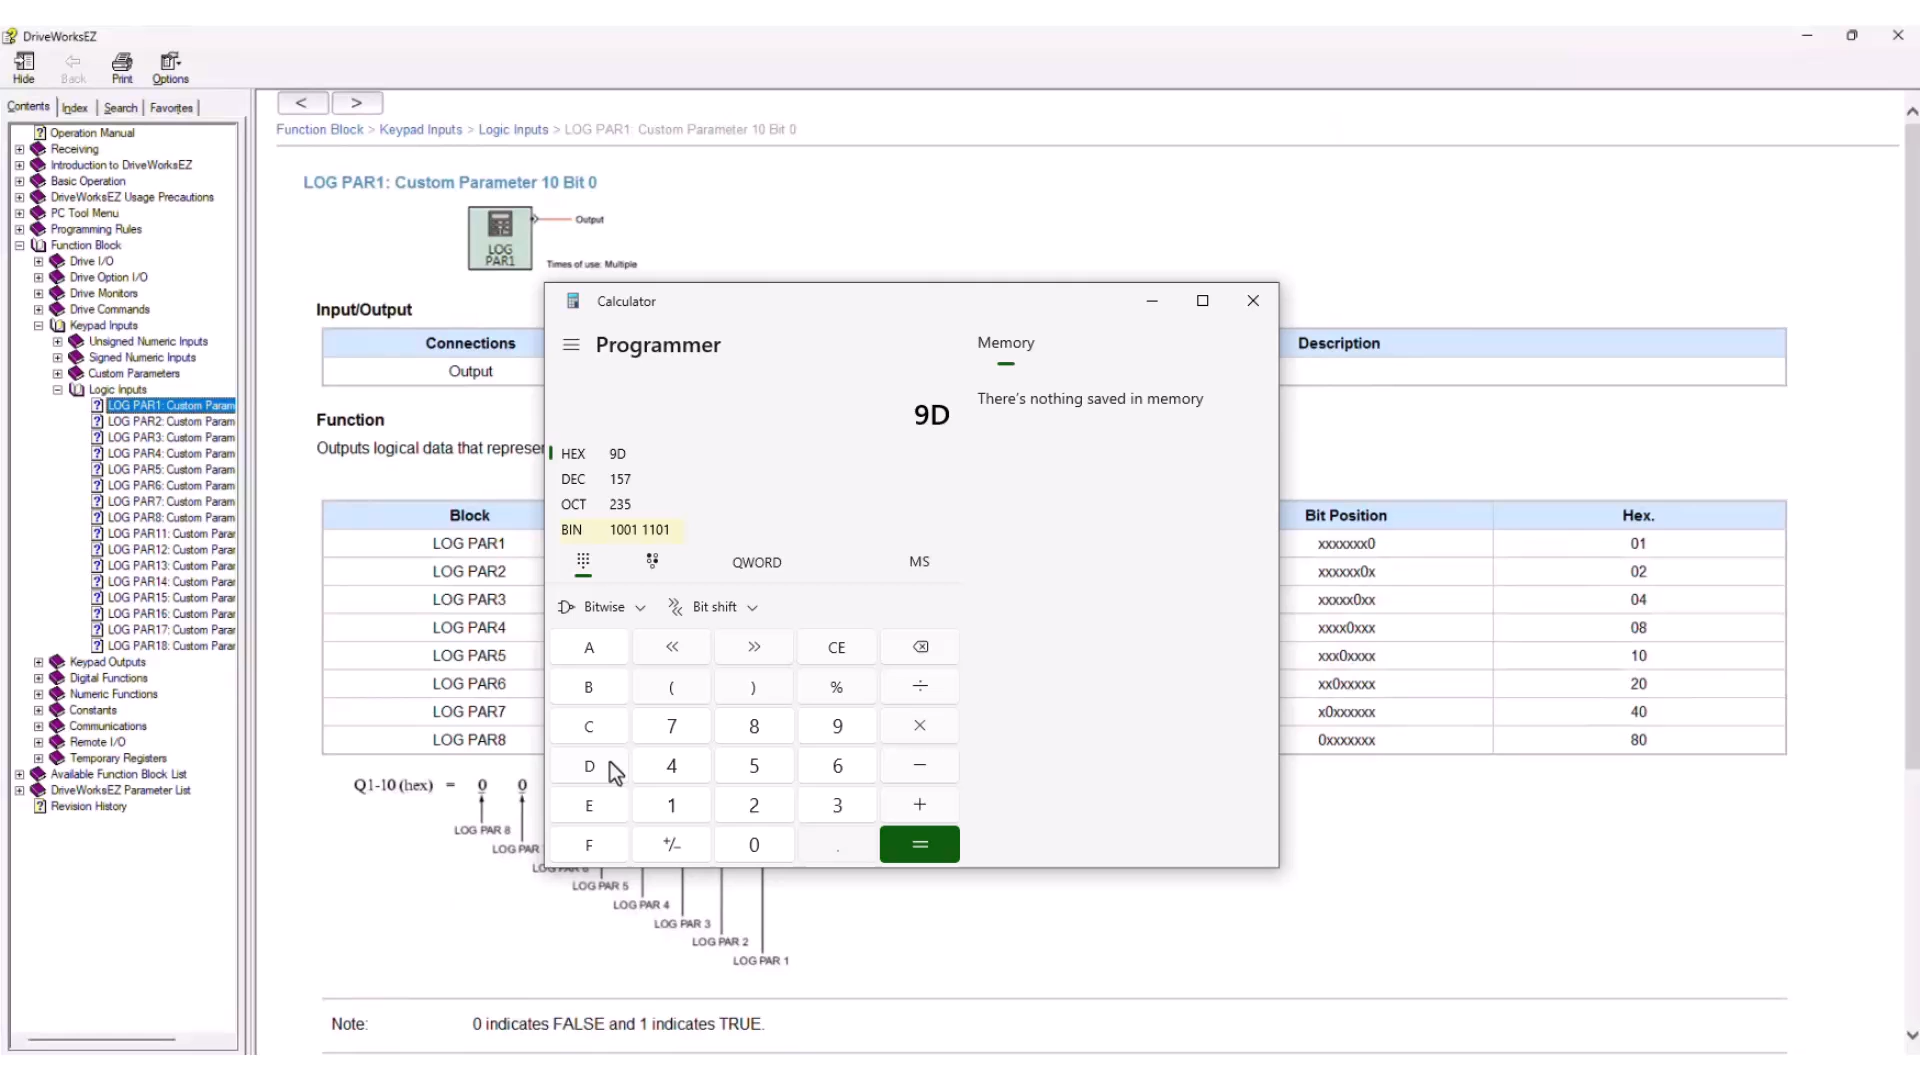 DriveWorksEZ
Hide
Back
Print
Options
Contents
Index
Search
Favorites
Operation Manual
Receiving
Introduction to DriveWorksEZ
Basic Operation
DriveWorksEZ Usage Precautions
PC Tool Menu
Programming Rules
Function Block
Drive I/O
Drive Option I/O
Drive Monitors
Drive Commands
Keypad Inputs
Unsigned Numeric Inputs
Signed Numeric Inputs
Custom Parameters
Logic Inputs
LOG PAR1: Custom Param
LOG PAR2: Custom Param
LOG PAR3: Custom Param
LOG PAR4: Custom Param
LOG PAR5: Custom Param
LOG PAR6: Custom Param
LOG PAR7: Custom Param
LOG PAR8: Custom Param
LOG PAR11: Custom Parar
LOG PAR12: Custom Parar
LOG PAR13: Custom Parar
LOG PAR14: Custom Parar
LOG PAR15: Custom Parar
LOG PAR16: Custom Parar
LOG PAR17: Custom Parar
LOG PAR18: Custom Parar
Keypad Outputs
Digital Functions
Numeric Functions
Constants
Communications
Remote I/O
Temporary Registers
Available Function Block List
DriveWorksEZ Parameter List
Revision History
< >
Function Block > Keypad Inputs > Logic Inputs > LOG PAR1: Custom Parameter 10 Bit 0
LOG PAR1: Custom Parameter 10 Bit 0
LOG
PAR1
Output
Times of use: Multiple
Input/Output
Connections Description
Output
Function
Outputs logical data that represe
Block Bit Position Hex.
LOG PAR1 xxxxxxx0 01
LOG PAR2 xxxxxx0x 02
LOG PAR3 xxxxx0xx 04
LOG PAR4 xxxx0xxx 08
LOG PAR5 xxx0xxxx 10
LOG PAR6 xx0xxxxx 20
LOG PAR7 x0xxxxxx 40
LOG PAR8 0xxxxxxx 80
Q1-10 (hex) = 0 0
LOG PAR 8
LOG PAR
LOG PAR 5
LOG PAR 4
LOG PAR 3
LOG PAR 2
LOG PAR 1
Note: 0 indicates FALSE and 1 indicates TRUE.
Calculator
Programmer
Memory
There's nothing saved in memory
9D
HEX 9D
DEC 157
OCT 235
BIN 1001 1101
QWORD MS
Bitwise Bit shift
A << >> CE
B ( ) % ÷
C 7 8 9 ×
D 4 5 6 −
E 1 2 3 +
F +/− 0 . =